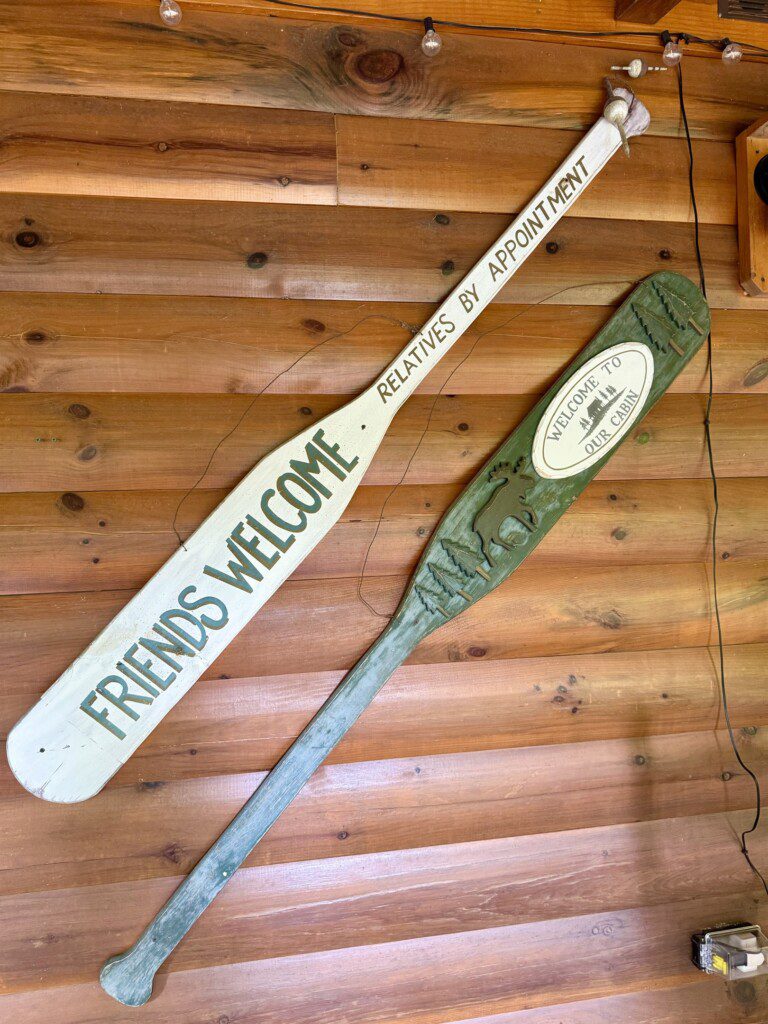 FRIENDS WELCOME
RELATIVES BY APPOINTMENT
WELCOME TO
OUR CABIN